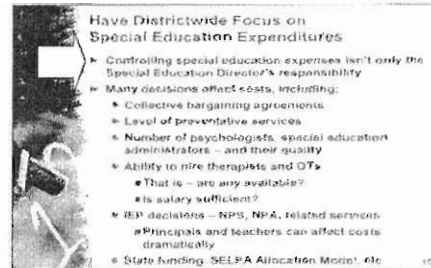 Have Districtwide Focus on
Special Education Expenditures
Controlling special education expenses isn't only the
Special Education Director's responsibility
Many decisions affect costs, including:
Collective bargaining agreements
Level of preventative services
Number of psychologists, special education
administrators – and their quality
Ability to hire therapists and OTs
That is – are any available?
Is salary sufficient?
IEP decisions – NPS, NPA, related services
Principals and teachers can affect costs
dramatically
State funding, SELPA Allocation Model, etc